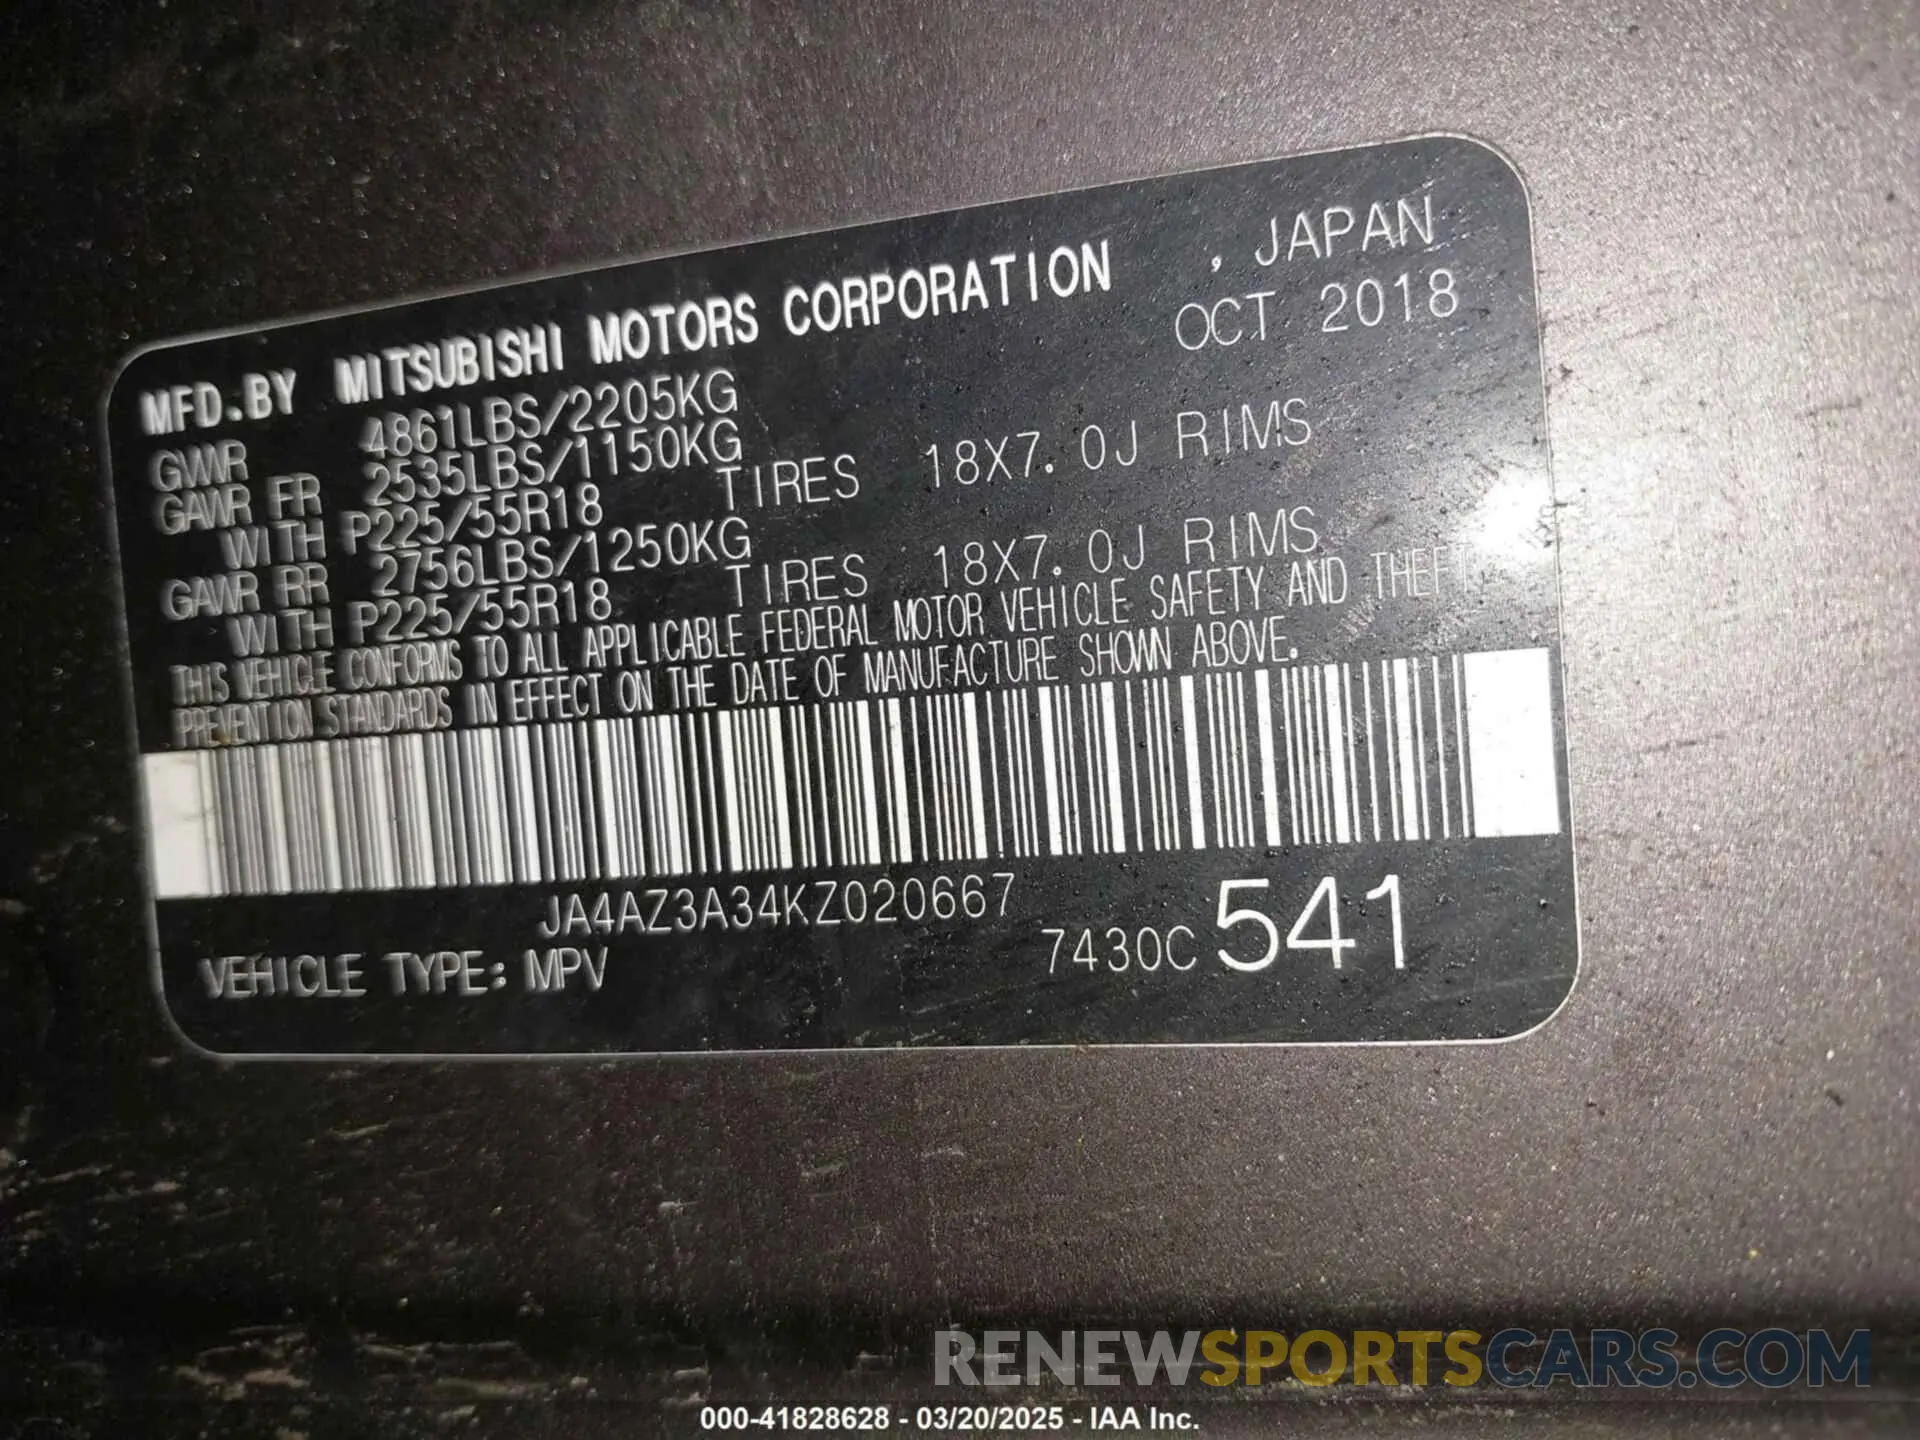 MFD.BY MITSUBISHI MOTORS CORPORATION , JAPAN
OCT 2018
GVWR 4861LBS/2205KG
GAWR FR 2535LBS/1150KG
WITH P225/55R18 TIRES 18X7.0J RIMS
GAWR RR 2756LBS/1250KG
WITH P225/55R18 TIRES 18X7.0J RIMS
THIS VEHICLE CONFORMS TO ALL APPLICABLE FEDERAL MOTOR VEHICLE SAFETY AND THEFT
PREVENTION STANDARDS IN EFFECT ON THE DATE OF MANUFACTURE SHOWN ABOVE.
JA4AZ3A34KZ020667
VEHICLE TYPE: MPV 7430C 541
RENEWSPORTSCARS.COM
000-41828628 - 03/20/2025 - IAA Inc.